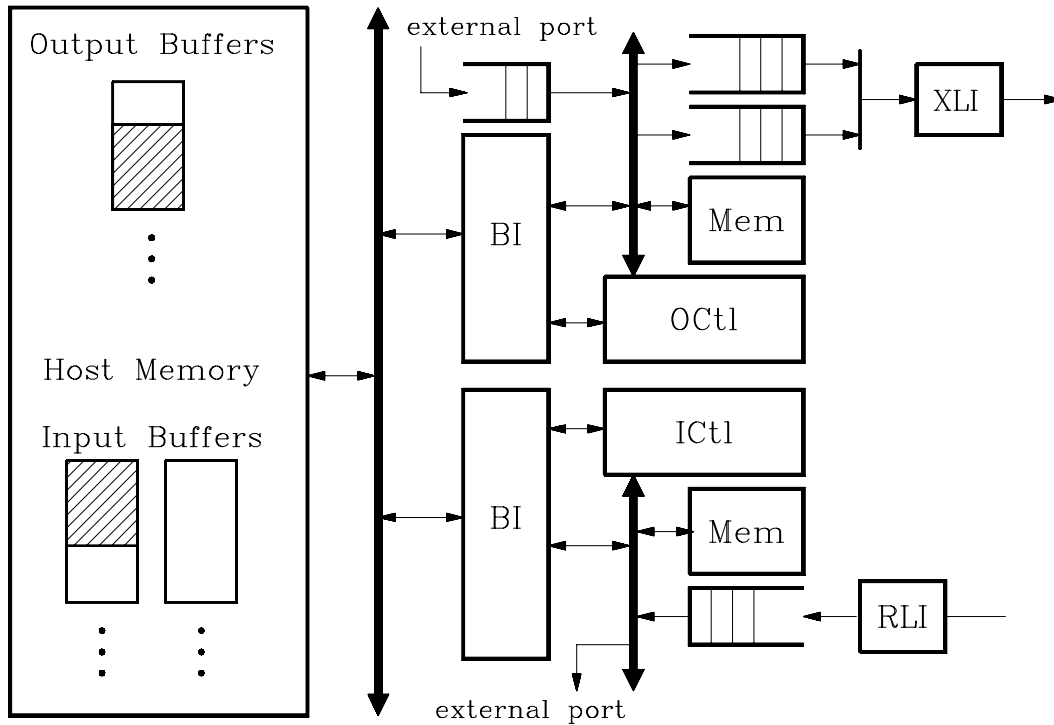 Output Buffers
Host Memory
Input Buffers
external port
BI
XLI
Mem
OCtl
BI
ICtl
Mem
RLI
external port